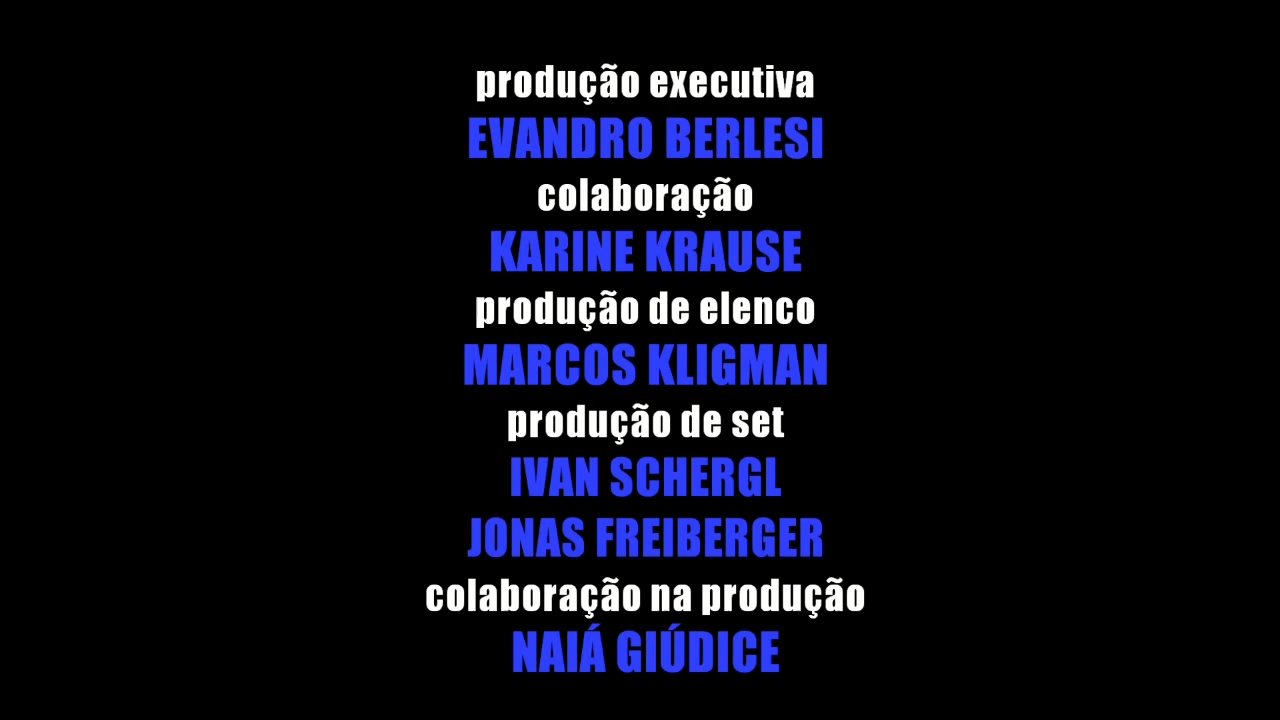 produção executiva
EVANDRO BERLESI
colaboração
KARINE KRAUSE
produção de elenco
MARCOS KLIGMAN
produção de set
IVAN SCHERGL
JONAS FREIBERGER
colaboração na produção
NAIÁ GIÚDICE